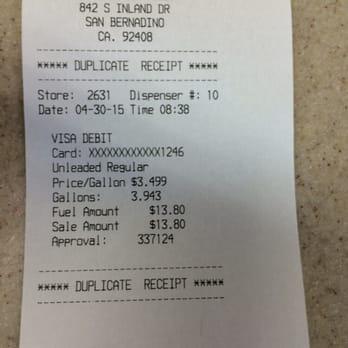 842 S INLAND DR
SAN BERNADINO
CA. 92408
--------------------------------
***** DUPLICATE RECEIPT *****
--------------------------------
Store: 2631 Dispenser #: 10
Date: 04-30-15 Time 08:38
VISA DEBIT
Card: XXXXXXXXXXXX1246
Unleaded Regular
Price/Gallon $3.499
Gallons: 3.943
Fuel Amount $13.80
Sale Amount $13.80
Approval: 337124
--------------------------------
***** DUPLICATE RECEIPT *****
--------------------------------